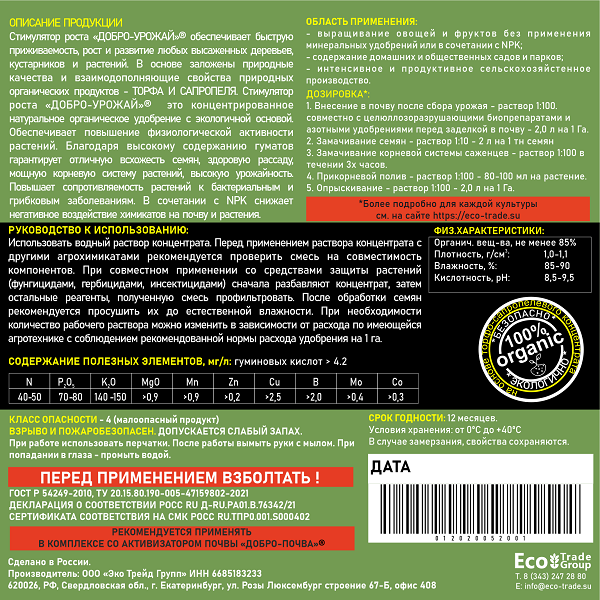 ОПИСАНИЕ ПРОДУКЦИИ
Стимулятор роста «ДОБРО-УРОЖАЙ»® обеспечивает быструю
приживаемость, рост и развитие любых высаженных деревьев,
кустарников и растений. В основе заложены природные
качества и взаимодополняющие свойства природных
органических продуктов - ТОРФА И САПРОПЕЛЯ. Стимулятор
роста «ДОБРО-УРОЖАЙ»® это концентрированное
натуральное органическое удобрение с экологичной основой.
Обеспечивает повышение физиологической активности
растений. Благодаря высокому содержанию гуматов
гарантирует отличную всхожесть семян, здоровую рассаду,
мощную корневую систему растений, высокую урожайность.
Повышает сопротивляемость растений к бактериальным и
грибковым заболеваниям. В сочетании с NPK снижает
негативное воздействие химикатов на почву и растения.
ОБЛАСТЬ ПРИМЕНЕНИЯ:
- выращивание овощей и фруктов без применения
минеральных удобрений или в сочетании с NPK;
- содержание домашних и общественных садов и парков;
- интенсивное и продуктивное сельскохозяйстенное
производство.
ДОЗИРОВКА*:
1. Внесение в почву после сбора урожая - раствор 1:100.
совместно с целюллозоразрушающими биопрепаратами и
азотными удобрениями перед заделкой в почву - 2,0 л на 1 Га.
2. Замачивание семян – раствор 1:10 - 2 л на 1 тн семян
3. Замачивание корневой системы саженцев – раствор 1:100 в
течении 3х часов.
4. Прикорневой полив - раствор 1:100 - 80-100 мл на растение.
5. Опрыскивание - раствор 1:100 - 2,0 л на 1 Га.
*Более подробно для каждой культуры
см. на сайте https://eco-trade.su
РУКОВОДСТВО К ИСПОЛЬЗОВАНИЮ:
Использовать водный раствор концентрата. Перед применением раствора концентрата с
другими агрохимикатами рекомендуется проверить смесь на совместимость
компонентов. При совместном применении со средствами защиты растений
(фунгицидами, гербицидами, инсектицидами) сначала разбавляют концентрат, затем
остальные реагенты, полученную смесь профильтровать. После обработки семян
рекомендуется просушить их до естественной влажности. При необходимости
количество рабочего раствора можно изменить в зависимости от расхода по имеющейся
агротехнике с соблюдением рекомендованной нормы расхода удобрения на 1 га.
ФИЗ.ХАРАКТЕРИСТИКИ:
Органич. вещ-ва, не менее 85%
Плотность, г/см³: 1,0-1,1
Влажность, %: 85-90
Кислотность, pH: 8,5-9,5
на основе торфо-сапропелевого концентрата
БЕЗОПАСНО
100%
organic
ЭКОЛОГИЧНО
СОДЕРЖАНИЕ ПОЛЕЗНЫХ ЭЛЕМЕНТОВ, мг/л: гуминовых кислот > 4.2
N P₂O₅ K₂O MgO Mn Zn Cu B Mo Co
40-50 70-80 140 -150 >0,9 >0,9 >0,2 >2,5 >2,0 >0,4 >0,3
КЛАСС ОПАСНОСТИ - 4 (малоопасный продукт)
ВЗРЫВО И ПОЖАРОБЕЗОПАСЕН. ДОПУСКАЕТСЯ СЛАБЫЙ ЗАПАХ.
При работе использовать перчатки. После работы вымыть руки с мылом. При
попадании в глаза - промыть водой.
СРОК ГОДНОСТИ: 12 месяцев.
Условия хранения: от 0°С до +40°С
В случае замерзания, свойства сохраняются.
ПЕРЕД ПРИМЕНЕНИЕМ ВЗБОЛТАТЬ !
ГОСТ Р 54249-2010, ТУ 20.15.80.190-005-47159802-2021
ДЕКЛАРАЦИЯ О СООТВЕТСТВИИ РОСС RU Д-RU.РА01.В.76342/21
СЕРТИФИКАТА СООТВЕТСТВИЯ НА СМК РОСС RU.ТІПР.001.S000402
РЕКОМЕНДУЕТСЯ ПРИМЕНЯТЬ
В КОМПЛЕКСЕ СО АКТИВИЗАТОРОМ ПОЧВЫ «ДОБРО-ПОЧВА»®
ДАТА
012020052001
Сделано в России.
Производитель: ООО «Эко Трейд Групп» ИНН 6685183233
620026, РФ, Свердловская обл., г. Екатеринбург, ул. Розы Люксембург строение 67-Б, офис 408
Eco Trade
Group
Т. 8 (343) 247 28 80
E: info@eco-trade.su